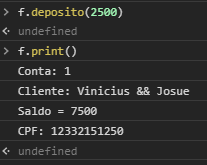 > f.deposito(2500)
<· undefined
> f.print()
Conta: 1
Cliente: Vinicius && Josue
Saldo = 7500
CPF: 12332151250
<· undefined